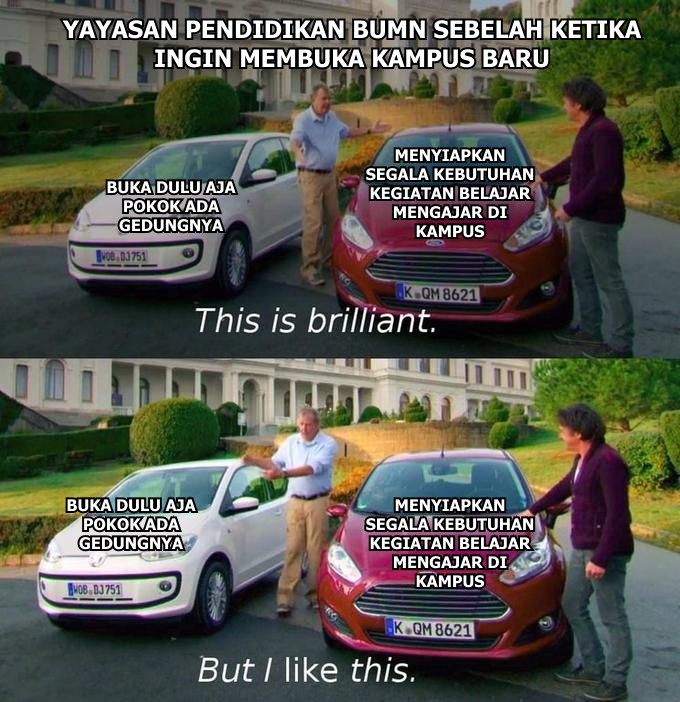 YAYASAN PENDIDIKAN BUMN SEBELAH KETIKA
INGIN MEMBUKA KAMPUS BARU
BUKA DULU AJA
POKOK ADA
GEDUNGNYA
MENYIAPKAN
SEGALA KEBUTUHAN
KEGIATAN BELAJAR
MENGAJAR DI
KAMPUS
WOB DJ751
K QM 8621
This is brilliant.
BUKA DULU AJA
POKOK ADA
GEDUNGNYA
MENYIAPKAN
SEGALA KEBUTUHAN
KEGIATAN BELAJAR
MENGAJAR DI
KAMPUS
WOB DJ751
K QM 8621
But I like this.